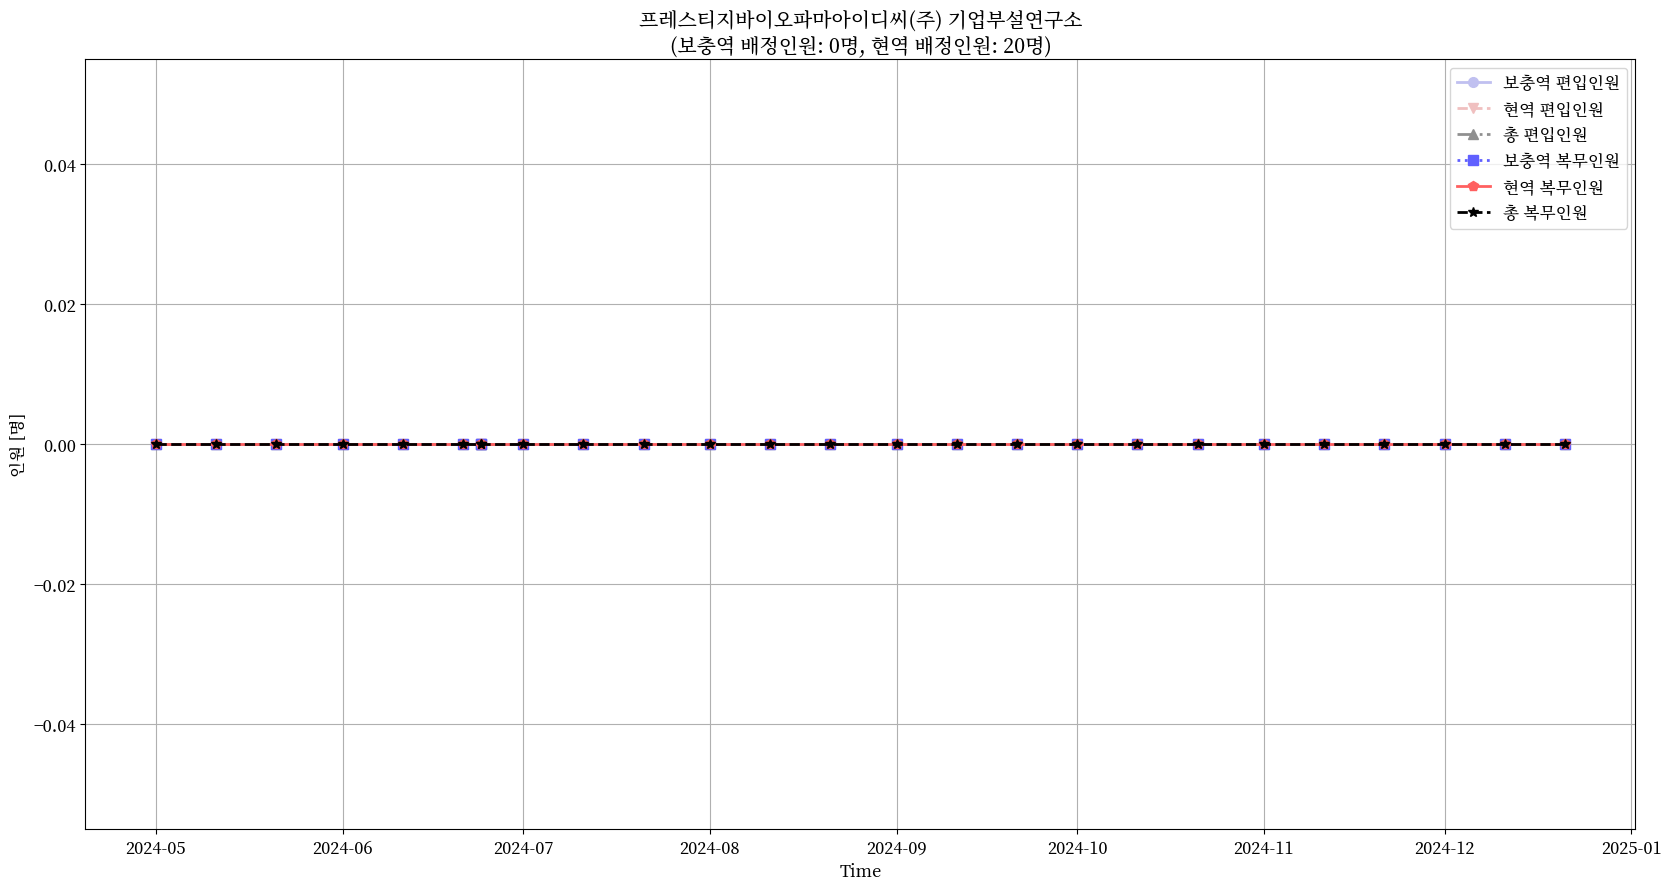 프레스티지바이오파마아이디씨(주) 기업부설연구소
(보충역 배정인원: 0명, 현역 배정인원: 20명)
보충역 편입인원
현역 편입인원
총 편입인원
보충역 복무인원
현역 복무인원
총 복무인원
0.04
0.02
0.00
−0.02
−0.04
인원 [명]
2024-05 2024-06 2024-07 2024-08 2024-09 2024-10 2024-11 2024-12 2025-01
Time